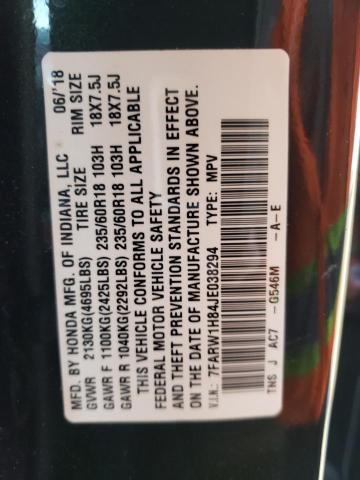 MFD. BY HONDA MFG. OF INDIANA, LLC 06/'18
GVWR 2130KG(4695LBS) TIRE SIZE RIM SIZE
GAWR F 1100KG(2425LBS) 235/60R18 103H 18X7.5J
GAWR R 1040KG(2292LBS) 235/60R18 103H 18X7.5J
THIS VEHICLE CONFORMS TO ALL APPLICABLE
FEDERAL MOTOR VEHICLE SAFETY
AND THEFT PREVENTION STANDARDS IN EFFECT
ON THE DATE OF MANUFACTURE SHOWN ABOVE.
V.I.N.: 7FARW1H84JE038294 TYPE: MPV
TNS J AC7 -G546M -A-E